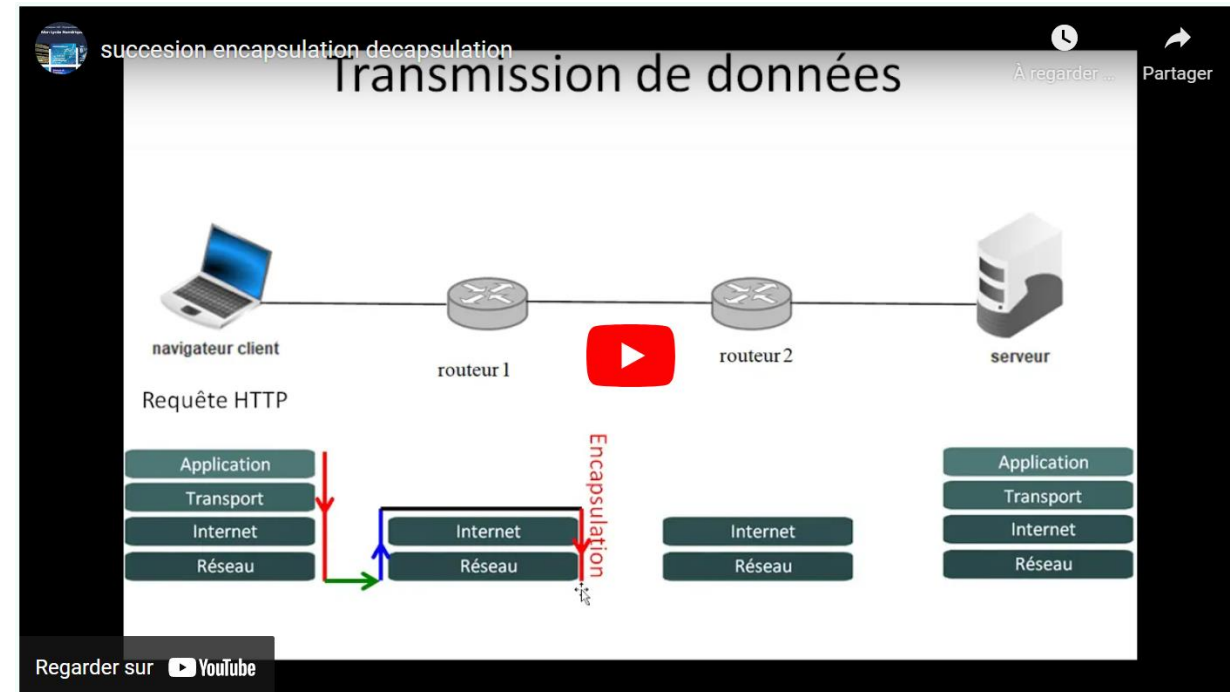 succesion encapsulation decapsulation
À regarder ...
Partager
Transmission de données
navigateur client
routeur 1
routeur 2
serveur
Requête HTTP
Encapsulation
Application
Transport
Internet
Réseau
Internet
Réseau
Internet
Réseau
Application
Transport
Internet
Réseau
Regarder sur YouTube